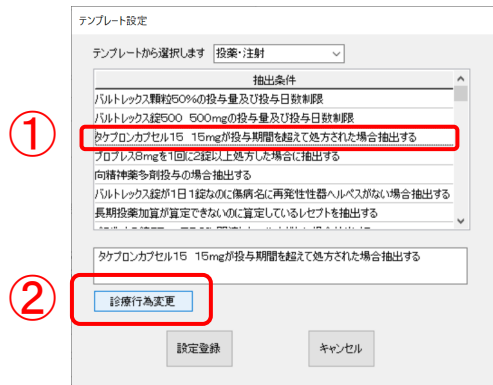 テンプレート設定
テンプレートから選択します 投薬・注射
抽出条件
バルトレックス顆粒50%の投与量及び投与日数制限
バルトレックス錠500 500mgの投与量及び投与日数制限
① タケプロンカプセル15 15mgが投与期間を超えて処方された場合抽出する
ブロプレス8mgを1回に2錠以上処方した場合に抽出する
向精神薬多剤投与の場合抽出する
バルトレックス錠が1日1錠なのに傷病名に再発性性器ヘルペスがない場合抽出する
長期投薬加算が算定できないのに算定しているレセプトを抽出する
タケプロンカプセル15 15mgが投与期間を超えて処方された場合抽出する
② 診療行為変更
設定登録 キャンセル